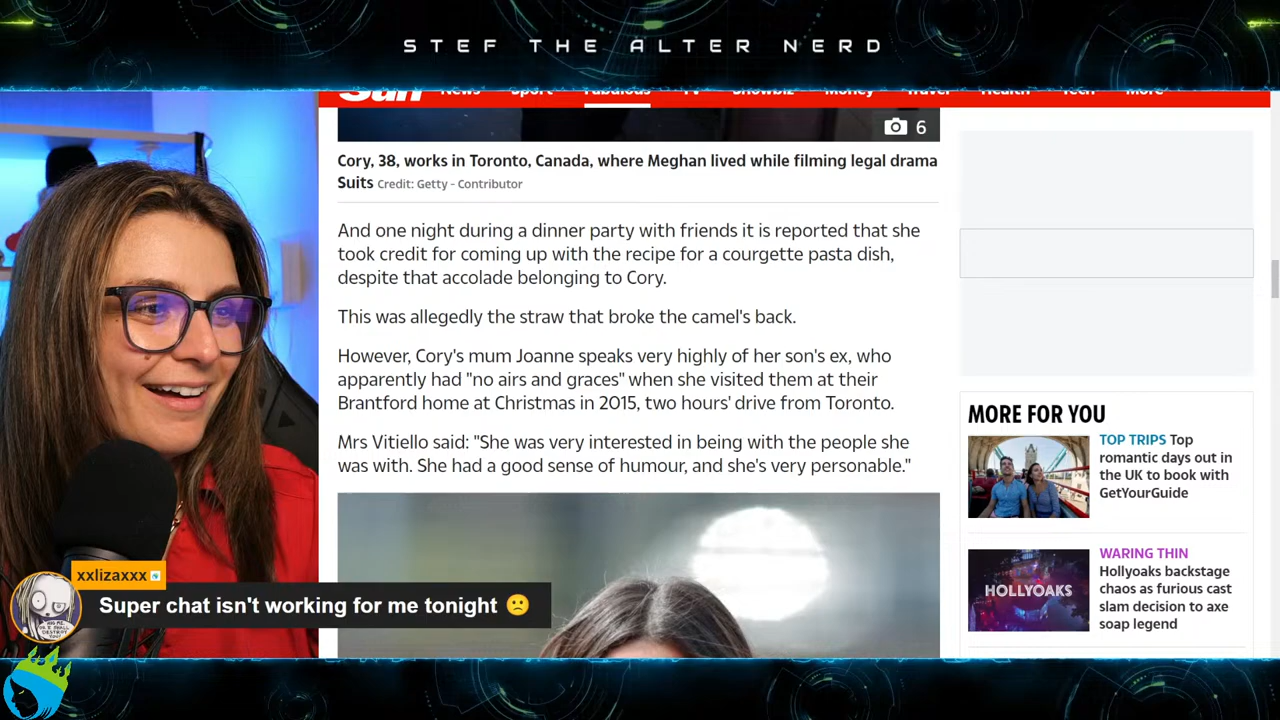 STEF THE ALTER NERD
Sun News Sport Fabulous TV Showbiz Money Travel Health Tech More
6
Cory, 38, works in Toronto, Canada, where Meghan lived while filming legal drama
Suits Credit: Getty - Contributor
And one night during a dinner party with friends it is reported that she
took credit for coming up with the recipe for a courgette pasta dish,
despite that accolade belonging to Cory.
This was allegedly the straw that broke the camel's back.
However, Cory's mum Joanne speaks very highly of her son's ex, who
apparently had "no airs and graces" when she visited them at their
Brantford home at Christmas in 2015, two hours' drive from Toronto.
Mrs Vitiello said: "She was very interested in being with the people she
was with. She had a good sense of humour, and she's very personable."
MORE FOR YOU
TOP TRIPS Top
romantic days out in
the UK to book with
GetYourGuide
WARING THIN
Hollyoaks backstage
chaos as furious cast
slam decision to axe
soap legend
HOLLYOAKS
xxlizaxxx
Super chat isn't working for me tonight 🙁